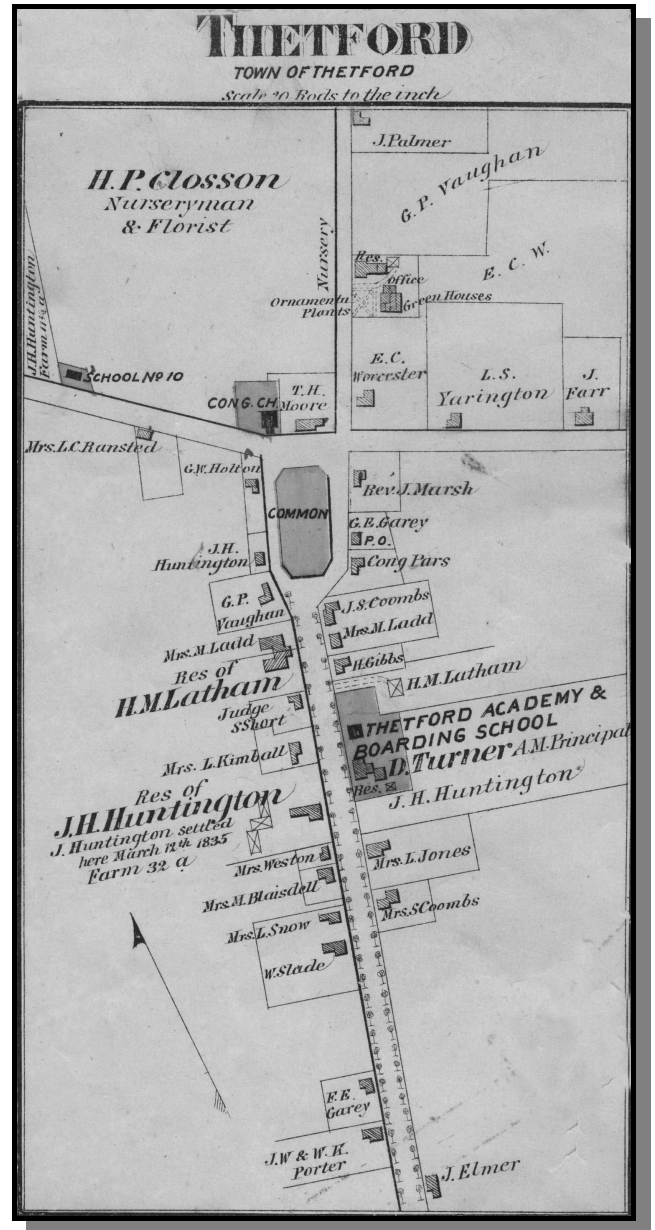 THETFORD
TOWN OF THETFORD
Scale 20 Rods to the inch
J. Palmer
H. P. Closson
Nurseryman
& Florist
G. P. Vaughan
Nursery
E. C. W.
Res.
Office
Ornamental
Plants
Green Houses
J. H. Huntington
Farm
SCHOOL No 10
CONG. CH.
T. H.
Moore
E. C.
Worcester
L. S.
Yarington
J.
Farr
Mrs. L. C. Ransted
G. W. Holton
COMMON
Rev. J. Marsh
G. E. Garey
P. O.
J. H.
Huntington
Cong Pars
G. P.
Vaughan
J. S. Coombs
Mrs. M. Ladd
Mrs. M. Ladd
H. Gibbs
Res of
H. M. Latham
H. M. Latham
Judge
S Short
THETFORD ACADEMY &
BOARDING SCHOOL
D. Turner A. M. Principal
Res.
J. H. Huntington
Mrs. L. Kimball
Res of
J. H. Huntington
J. Huntington settled
here March 12th 1835
Farm 32 a
Mrs. Weston
Mrs. L. Jones
Mrs. M. Blaisdell
Mrs. S Coombs
Mrs. L. Snow
W. Slade
E. E.
Garey
J. W & W. K.
Porter
J. Elmer